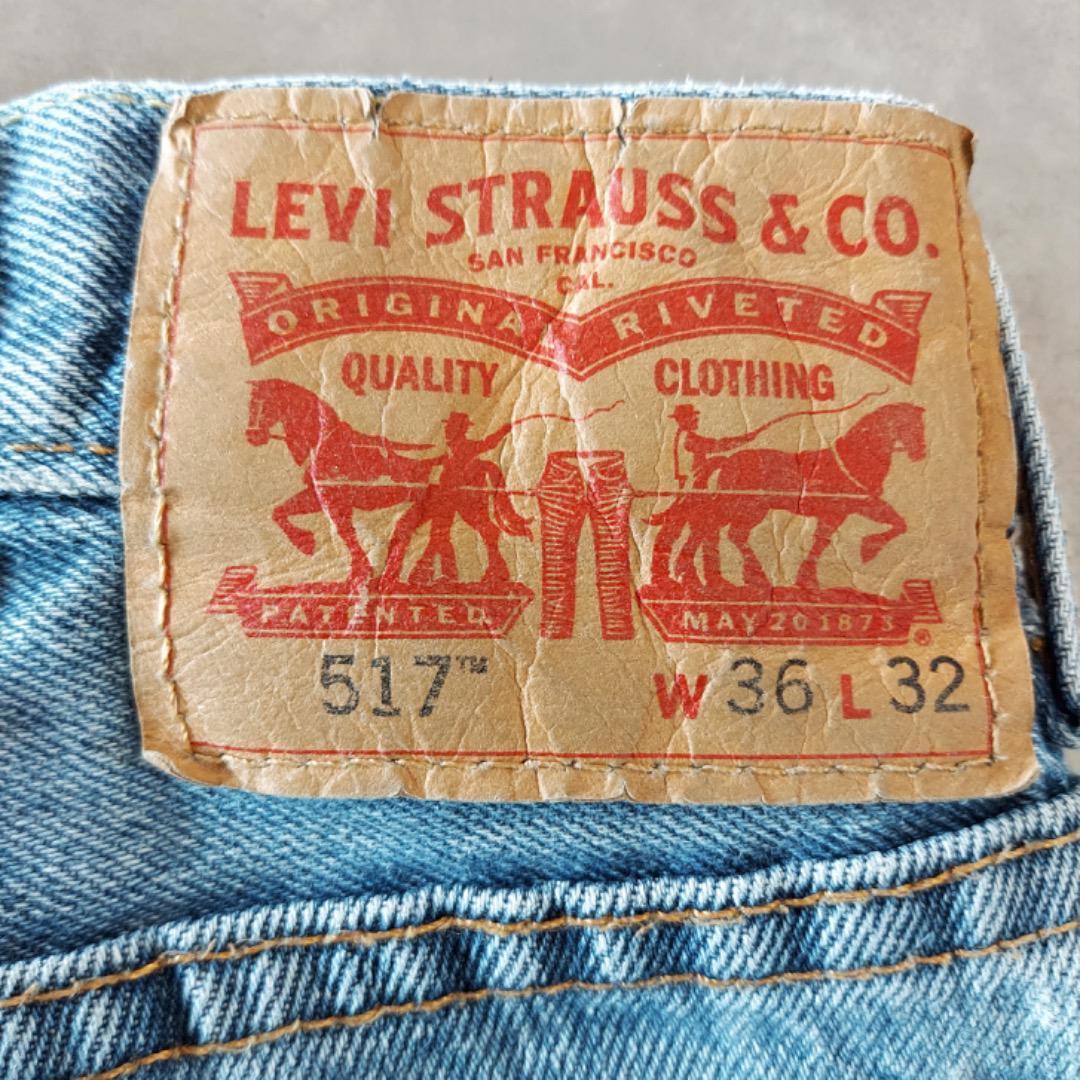 LEVI STRAUSS & CO.
SAN FRANCISCO
CAL.
ORIGINAL RIVETED
QUALITY CLOTHING
PATENTED MAY 20 1873 ®
517™ W 36 L 32